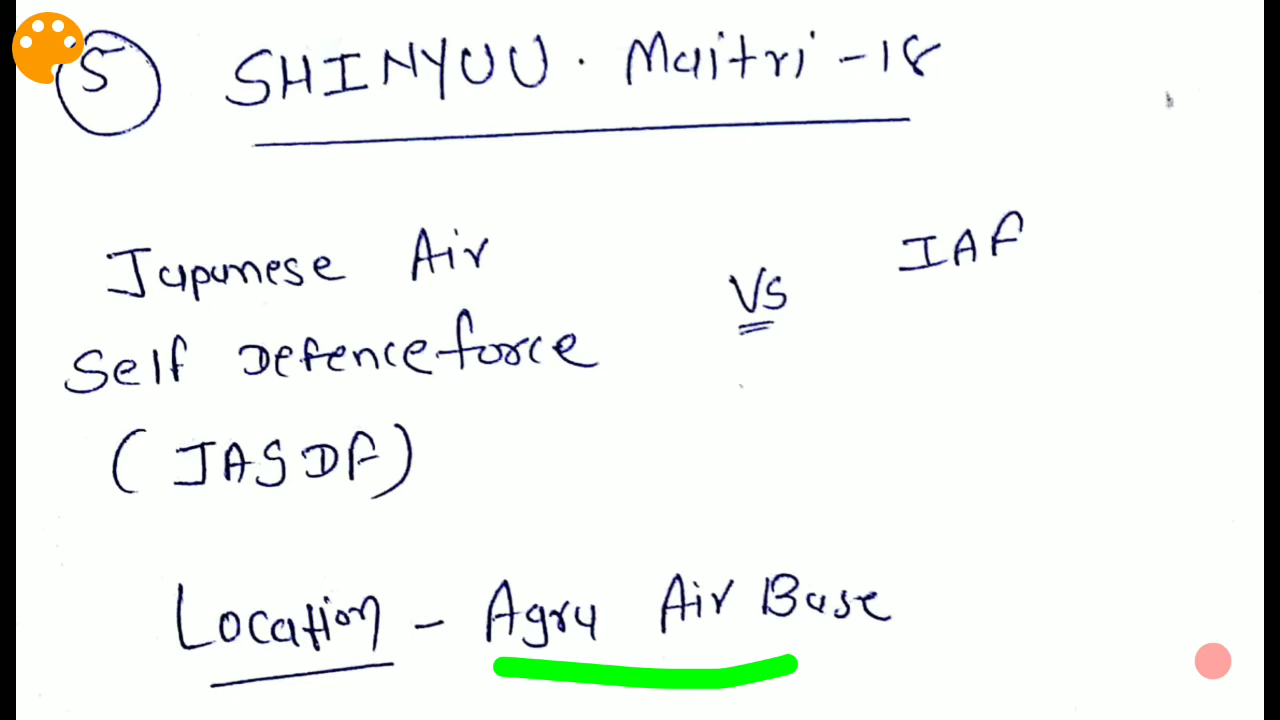 5 SHINYUU. Maitri -18
Japanese Air
Self Defence force
VS IAF
(JASDF)
Location - Agra Air Base